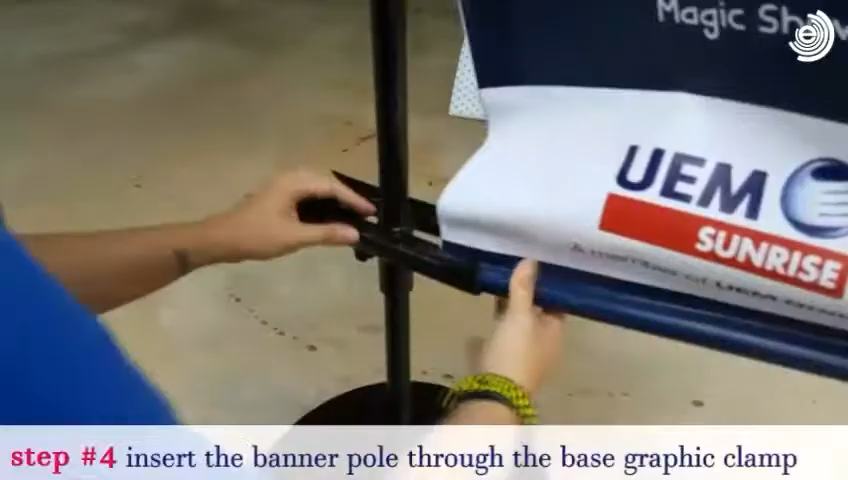 Magic Sh
UEM
SUNRISE
step #4 insert the banner pole through the base graphic clamp